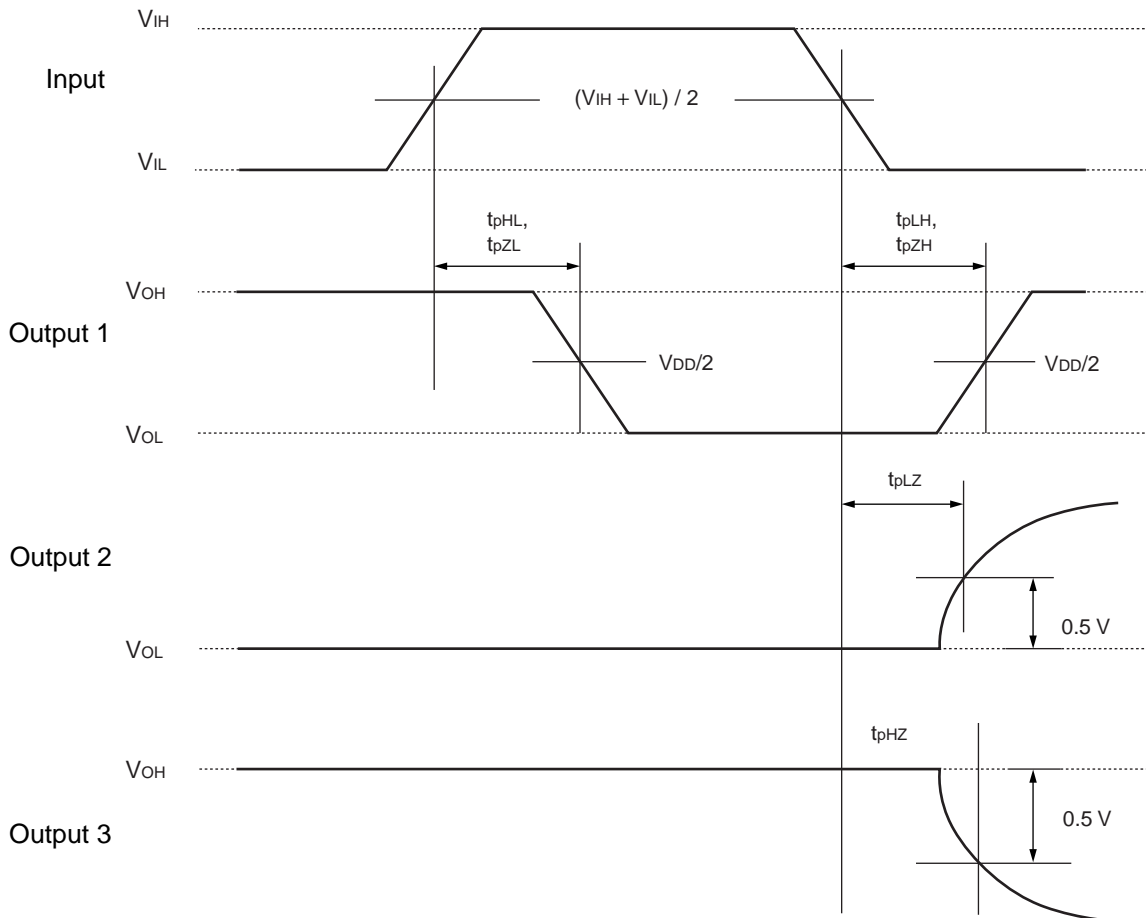 VIH
Input
(VIH + VIL) / 2
VIL
tpHL,
tpZL
tpLH,
tpZH
VOH
Output 1
VDD/2
VDD/2
VOL
tpLZ
Output 2
0.5 V
VOL
tpHZ
VOH
0.5 V
Output 3